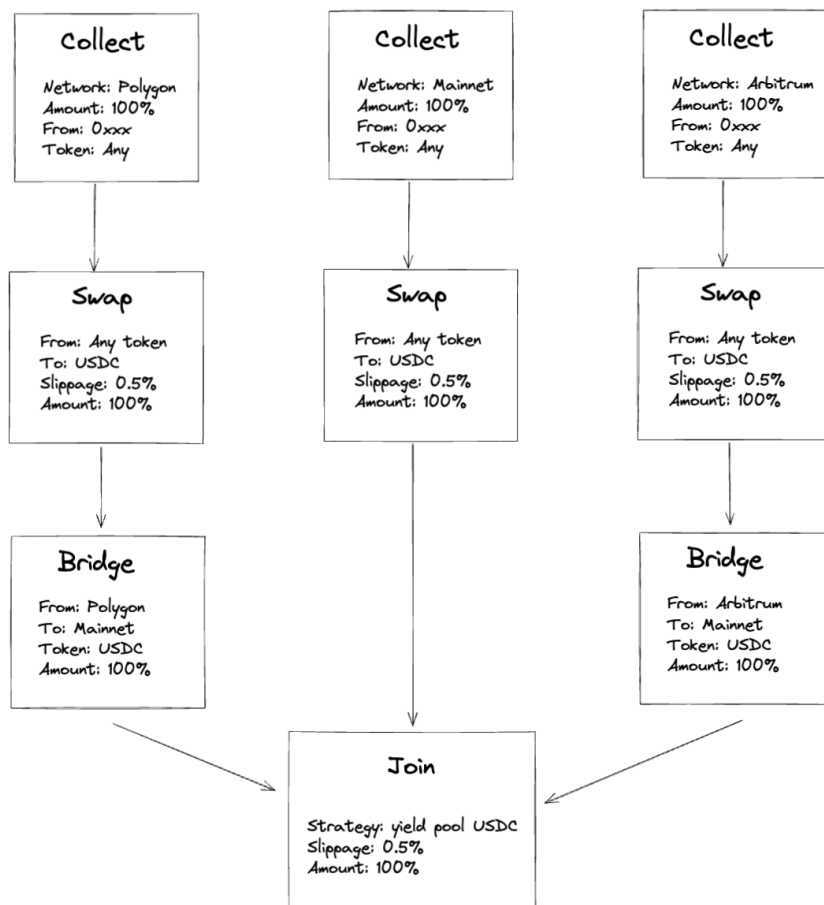 Collect
Network: Polygon
Amount: 100%
From: 0xxx
Token: Any
Collect
Network: Mainnet
Amount: 100%
From: 0xxx
Token: Any
Collect
Network: Arbitrum
Amount: 100%
From: 0xxx
Token: Any
Swap
From: Any token
To: USDC
Slippage: 0.5%
Amount: 100%
Swap
From: Any token
To: USDC
Slippage: 0.5%
Amount: 100%
Swap
From: Any token
To: USDC
Slippage: 0.5%
Amount: 100%
Bridge
From: Polygon
To: Mainnet
Token: USDC
Amount: 100%
Bridge
From: Arbitrum
To: Mainnet
Token: USDC
Amount: 100%
Join
Strategy: yield pool USDC
Slippage: 0.5%
Amount: 100%